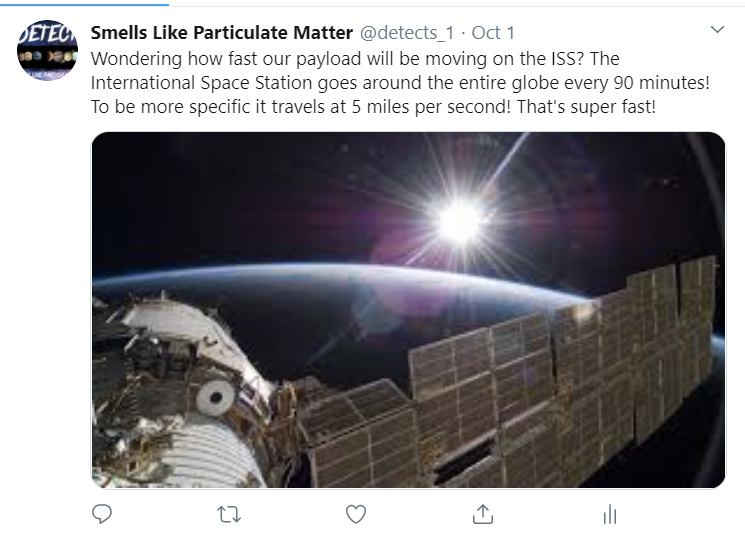 DETECT
Smells Like Particulate Matter @detects_1 · Oct 1
Wondering how fast our payload will be moving on the ISS? The
International Space Station goes around the entire globe every 90 minutes!
To be more specific it travels at 5 miles per second! That's super fast!